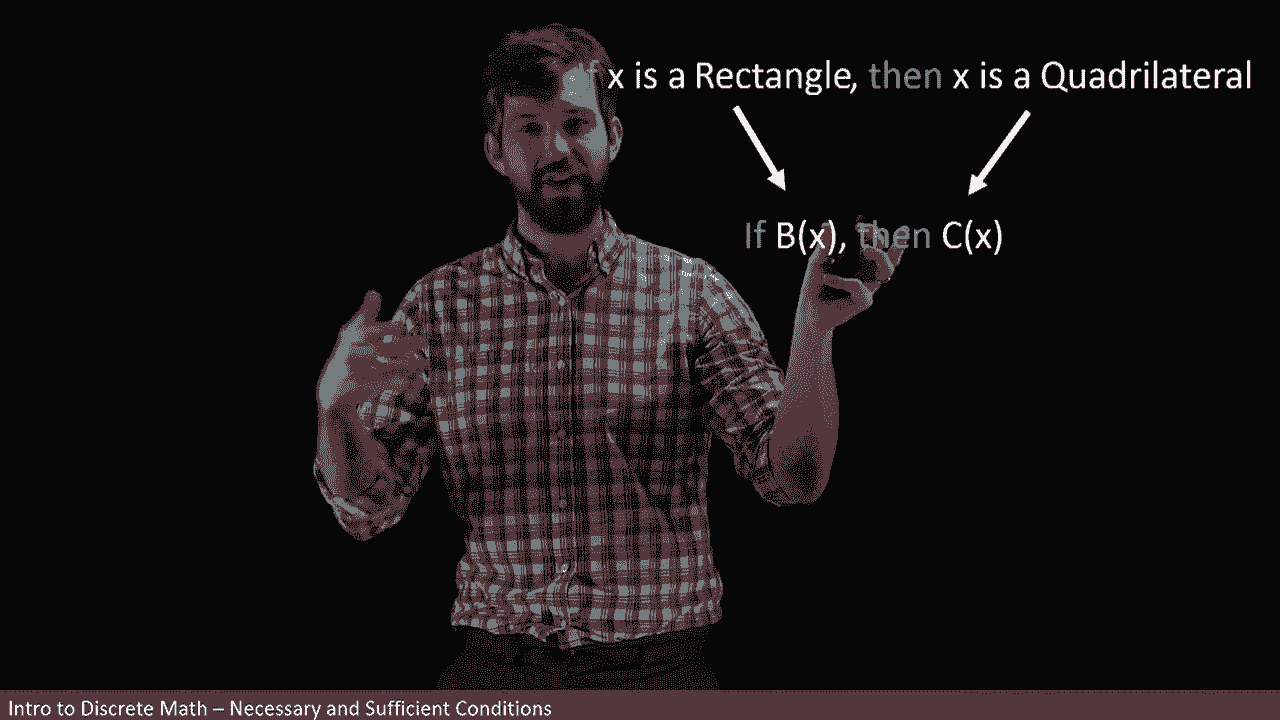 If x is a Rectangle, then x is a Quadrilateral
If B(x), then C(x)
Intro to Discrete Math – Necessary and Sufficient Conditions